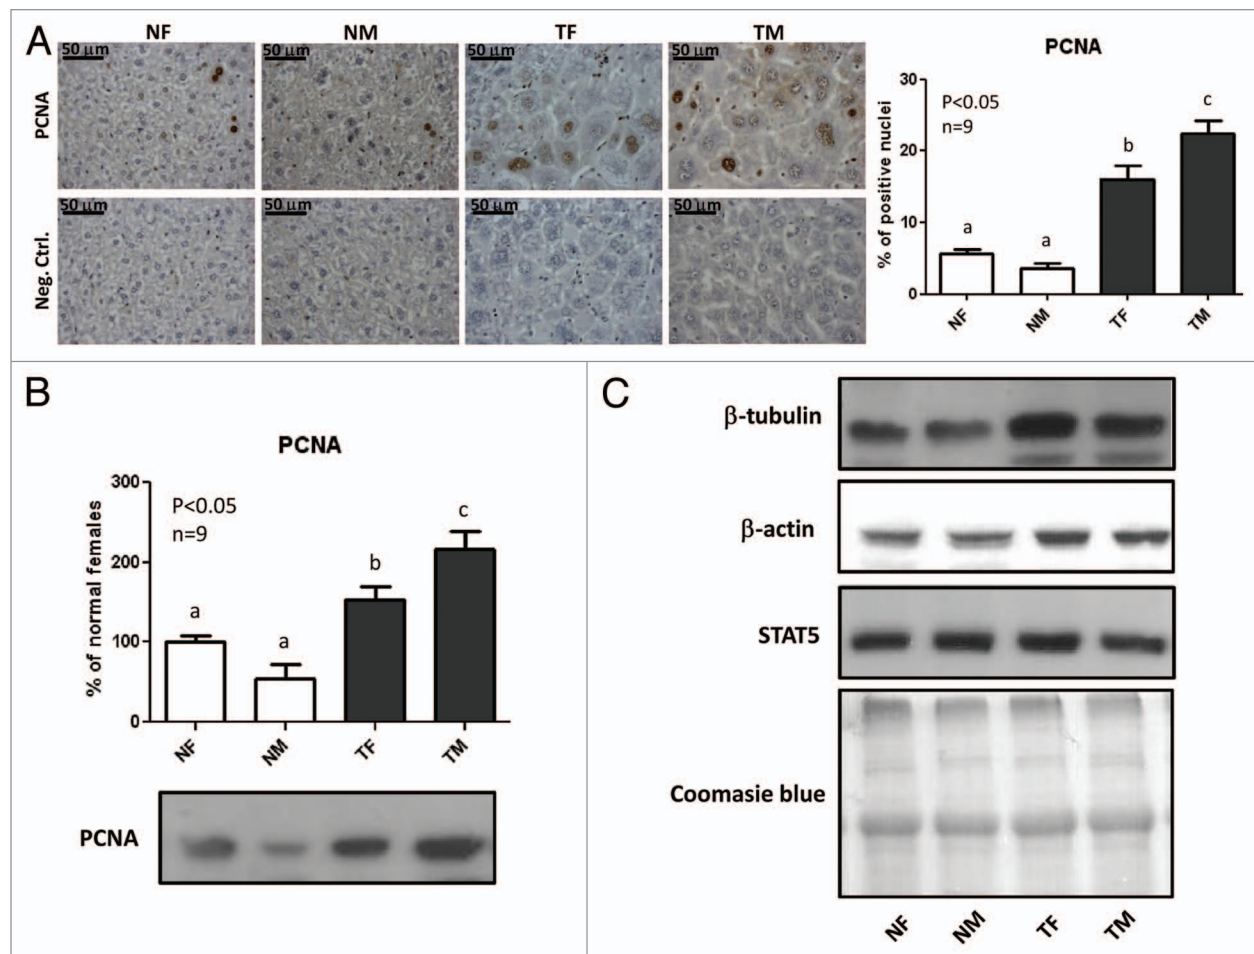 A
NF
NM
TF
TM
PCNA
50 μm
50 μm
50 μm
50 μm
Neg. Ctrl.
50 μm
50 μm
50 μm
50 μm
PCNA
% of positive nuclei
30
20
10
0
P<0.05
n=9
a
a
b
c
NF
NM
TF
TM
B
PCNA
% of normal females
300
200
100
0
P<0.05
n=9
a
a
b
c
NF
NM
TF
TM
PCNA
C
β-tubulin
β-actin
STAT5
Coomasie blue
NF
NM
TF
TM